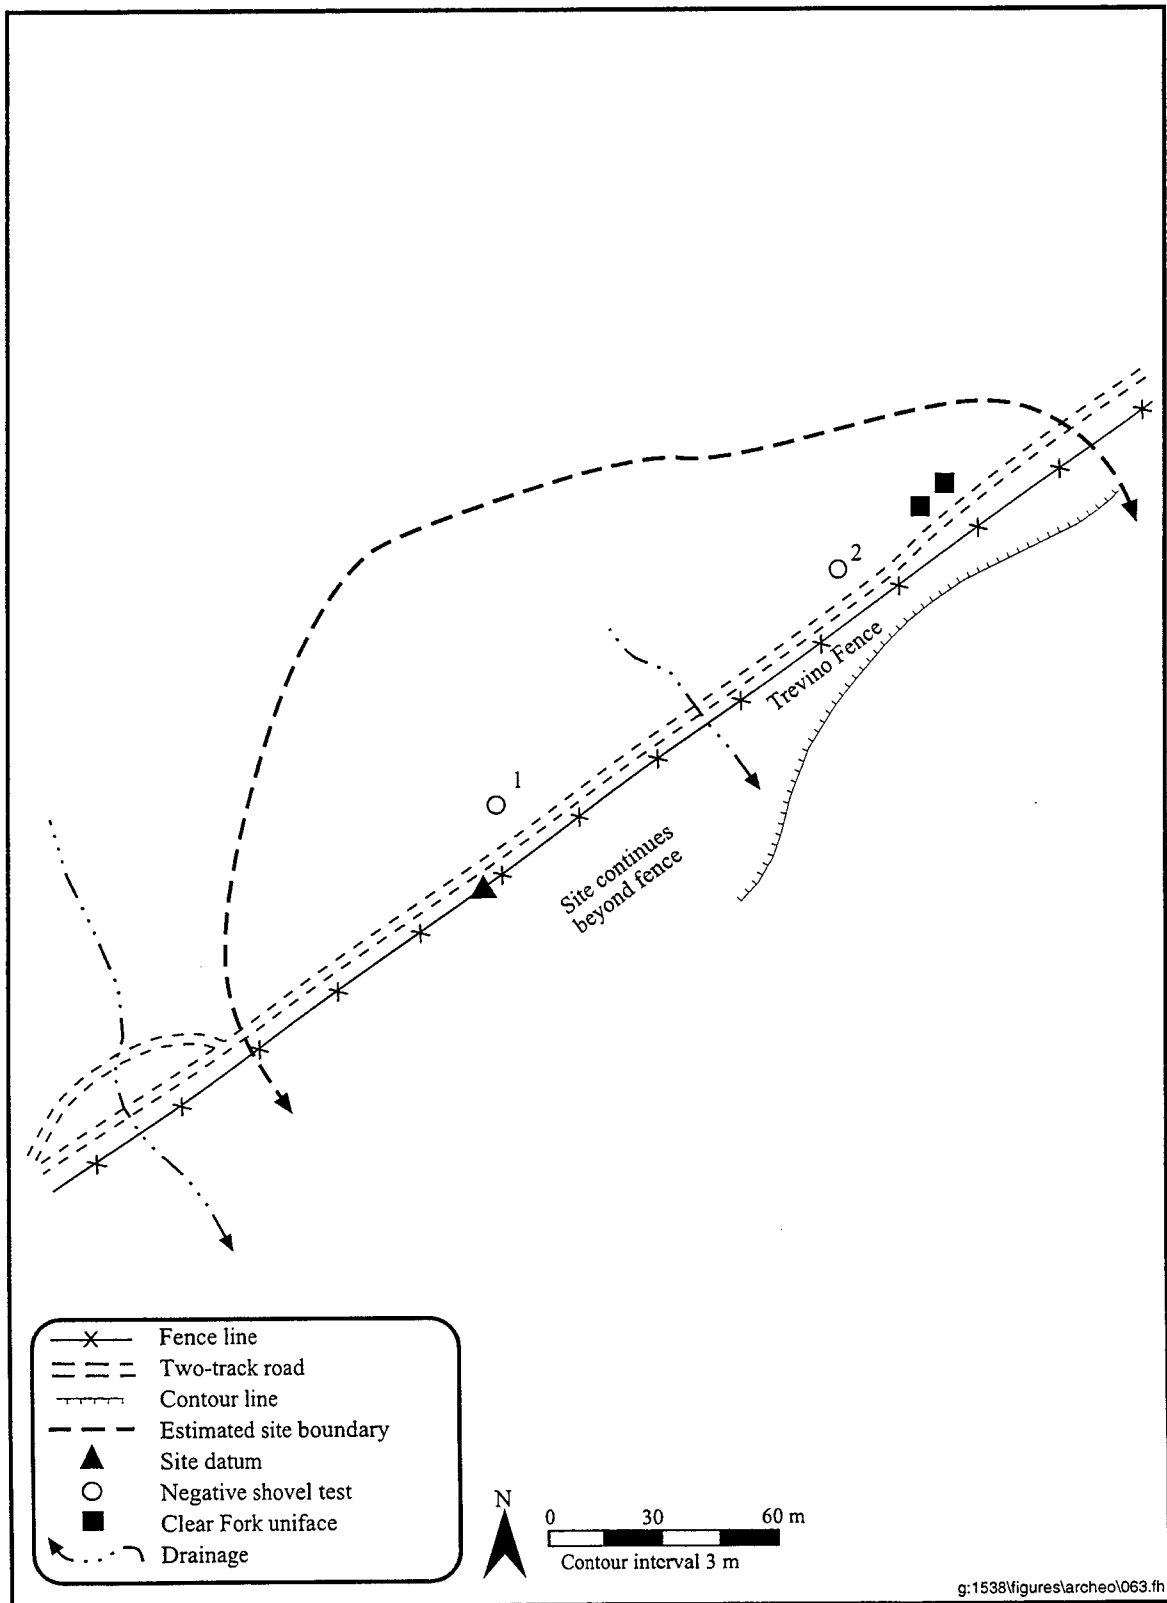 2
Trevino Fence
1
Site continues
beyond fence
Fence line
Two-track road
Contour line
Estimated site boundary
Site datum
Negative shovel test
Clear Fork uniface
Drainage
N
0 30 60 m
Contour interval 3 m
g:1538\figures\archeo\063.fh